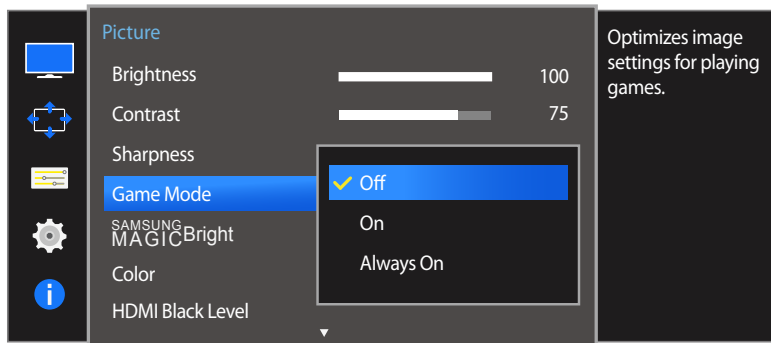 Picture
Brightness 100
Contrast 75
Sharpness
Game Mode
Off
On
Always On
SAMSUNG
MAGICBright
Color
HDMI Black Level
Optimizes image
settings for playing
games.
i